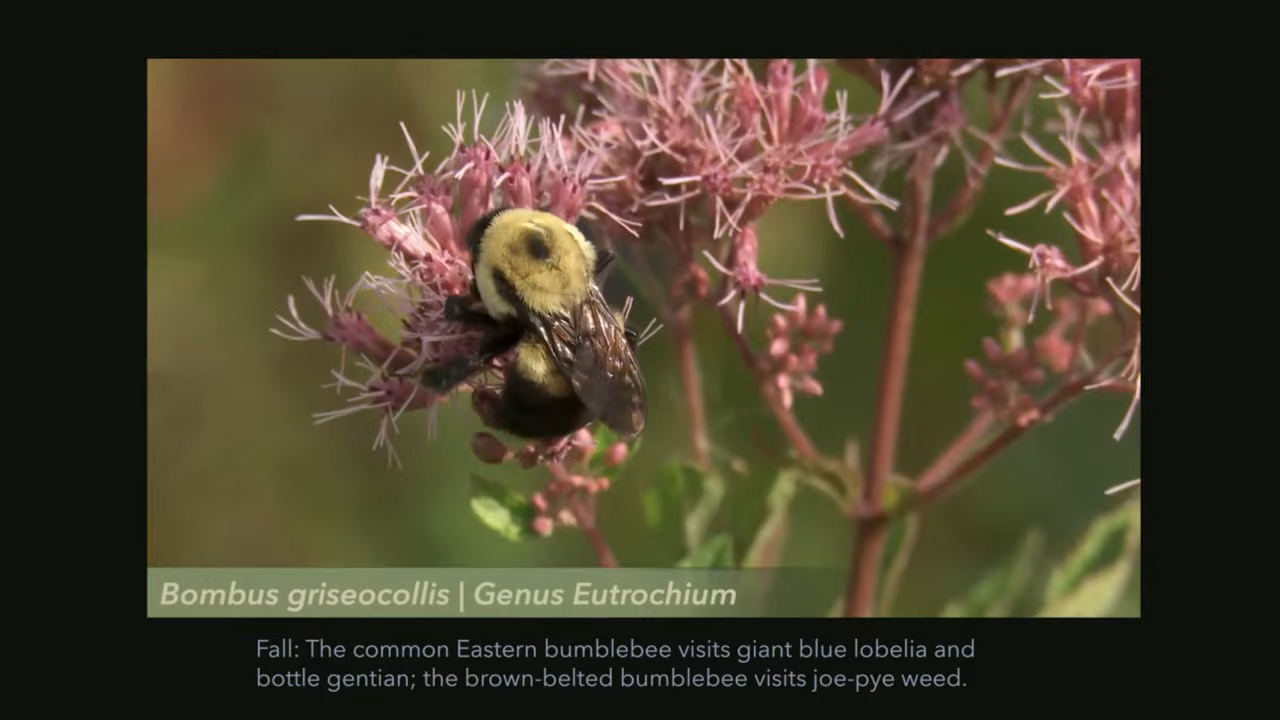 Bombus griseocollis | Genus Eutrochium
Fall: The common Eastern bumblebee visits giant blue lobelia and
bottle gentian; the brown-belted bumblebee visits joe-pye weed.